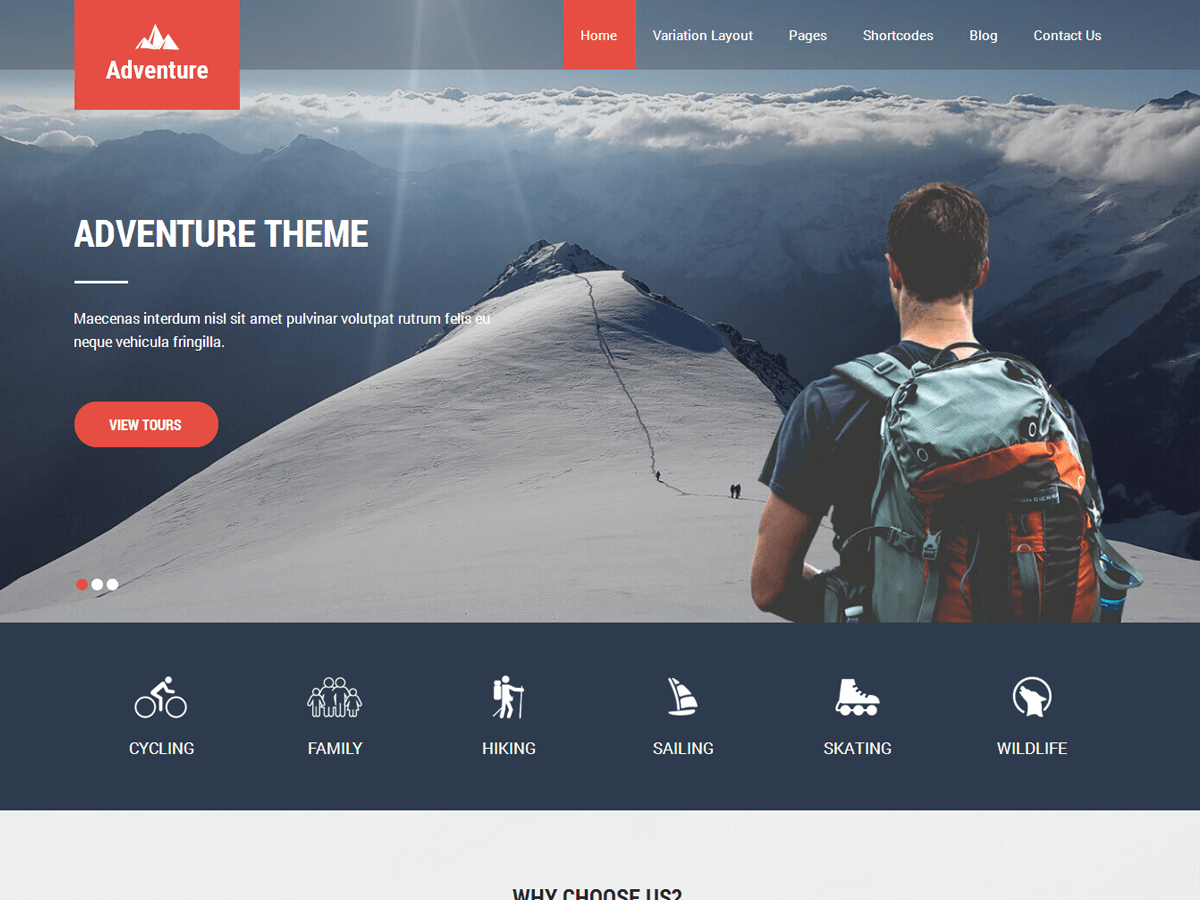 Adventure
Home
Variation Layout
Pages
Shortcodes
Blog
Contact Us
ADVENTURE THEME
Maecenas interdum nisl sit amet pulvinar volutpat rutrum felis eu
neque vehicula fringilla.
VIEW TOURS
CYCLING
FAMILY
HIKING
SAILING
SKATING
WILDLIFE
WHY CHOOSE US?